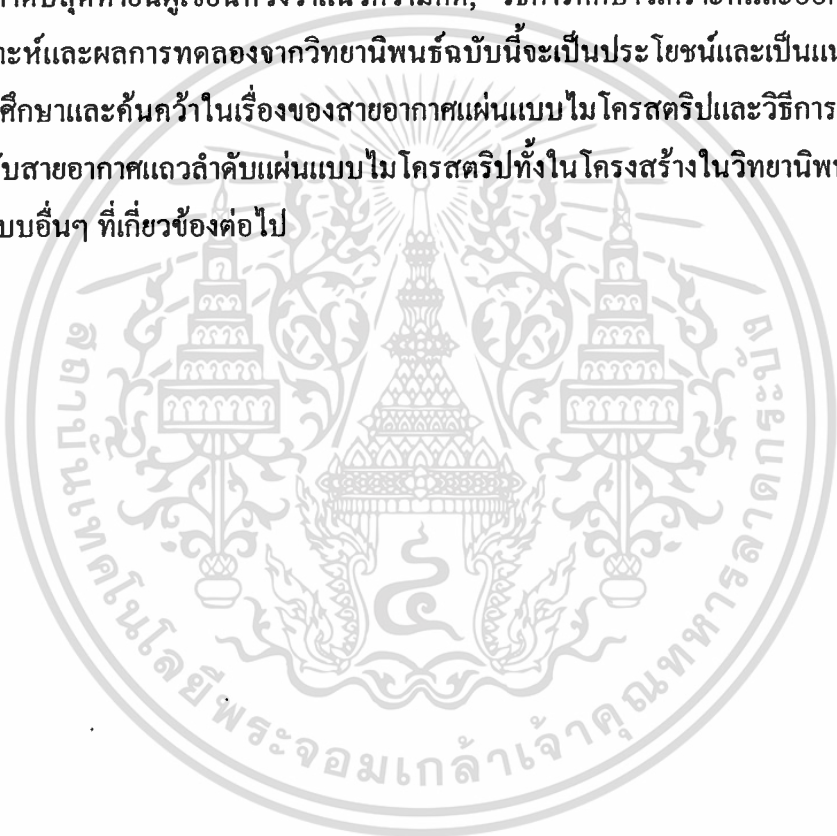 าะห์และผลการทดลองจากวิทยานิพนธ์ฉบับนี้จะเป็นประโยชน์และเป็นแน
ศึกษาและค้นคว้าในเรื่องของสายอากาศแผ่นแบบไมโครสตริปและวิธีการ
บสายอากาศแถวลำดับแผ่นแบบไมโครสตริปทั้งในโครงสร้างในวิทยานิพน
บบอื่นๆ ที่เกี่ยวข้องต่อไป
สถาบันเทคโนโลยีพระจอมเกล้าเจ้าคุณทหารลาดกระบัง